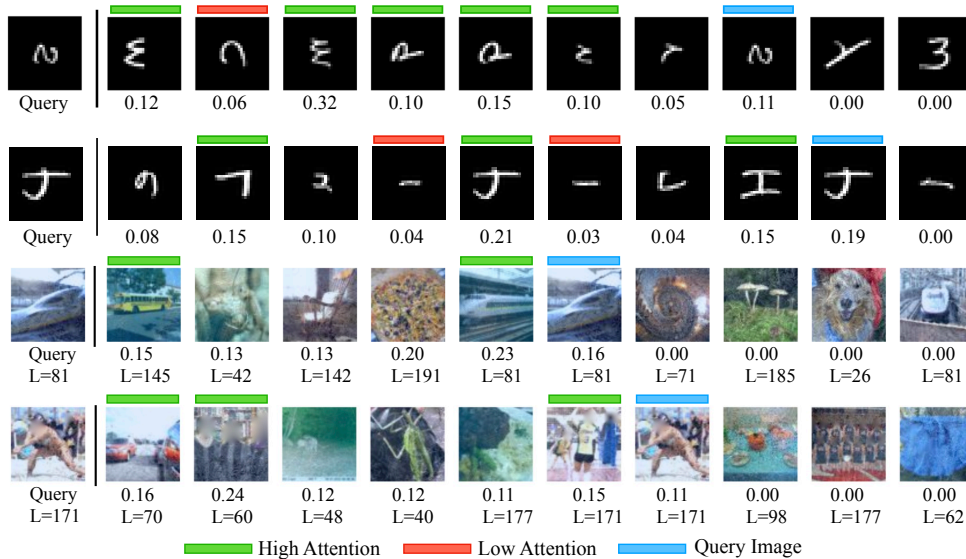 Query 0.12 0.06 0.32 0.10 0.15 0.10 0.05 0.11 0.00 0.00
Query 0.08 0.15 0.10 0.04 0.21 0.03 0.04 0.15 0.19 0.00
Query 0.15 0.13 0.13 0.20 0.23 0.16 0.00 0.00 0.00 0.00
L=81 L=145 L=42 L=142 L=191 L=81 L=81 L=71 L=185 L=26 L=81
Query 0.16 0.24 0.12 0.12 0.11 0.15 0.11 0.00 0.00 0.00
L=171 L=70 L=60 L=48 L=40 L=177 L=171 L=171 L=98 L=177 L=62
High Attention Low Attention Query Image